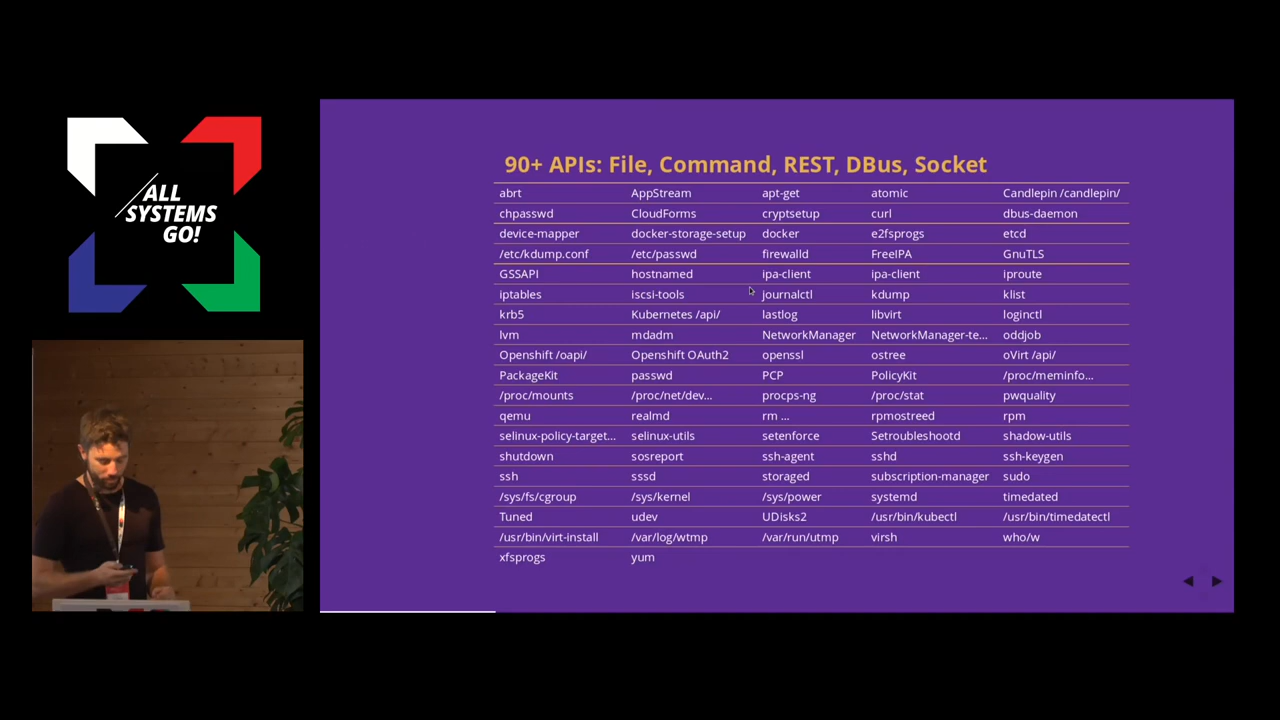 ALL
SYSTEMS
GO!
90+ APIs: File, Command, REST, DBus, Socket
abrt AppStream apt-get atomic Candlepin /candlepin/
chpasswd CloudForms cryptsetup curl dbus-daemon
device-mapper docker-storage-setup docker e2fsprogs etcd
/etc/kdump.conf /etc/passwd firewalld FreeIPA GnuTLS
GSSAPI hostnamed ipa-client ipa-client iproute
iptables iscsi-tools journalctl kdump klist
krb5 Kubernetes /api/ lastlog libvirt loginctl
lvm mdadm NetworkManager NetworkManager-te... oddjob
Openshift /oapi/ Openshift OAuth2 openssl ostree oVirt /api/
PackageKit passwd PCP PolicyKit /proc/meminfo...
/proc/mounts /proc/net/dev... procps-ng /proc/stat pwquality
qemu realmd rm ... rpmostreed rpm
selinux-policy-target... selinux-utils setenforce Setroubleshootd shadow-utils
shutdown sosreport ssh-agent sshd ssh-keygen
ssh sssd storaged subscription-manager sudo
/sys/fs/cgroup /sys/kernel /sys/power systemd timedated
Tuned udev UDisks2 /usr/bin/kubectl /usr/bin/timedatectl
/usr/bin/virt-install /var/log/wtmp /var/run/utmp virsh who/w
xfsprogs yum